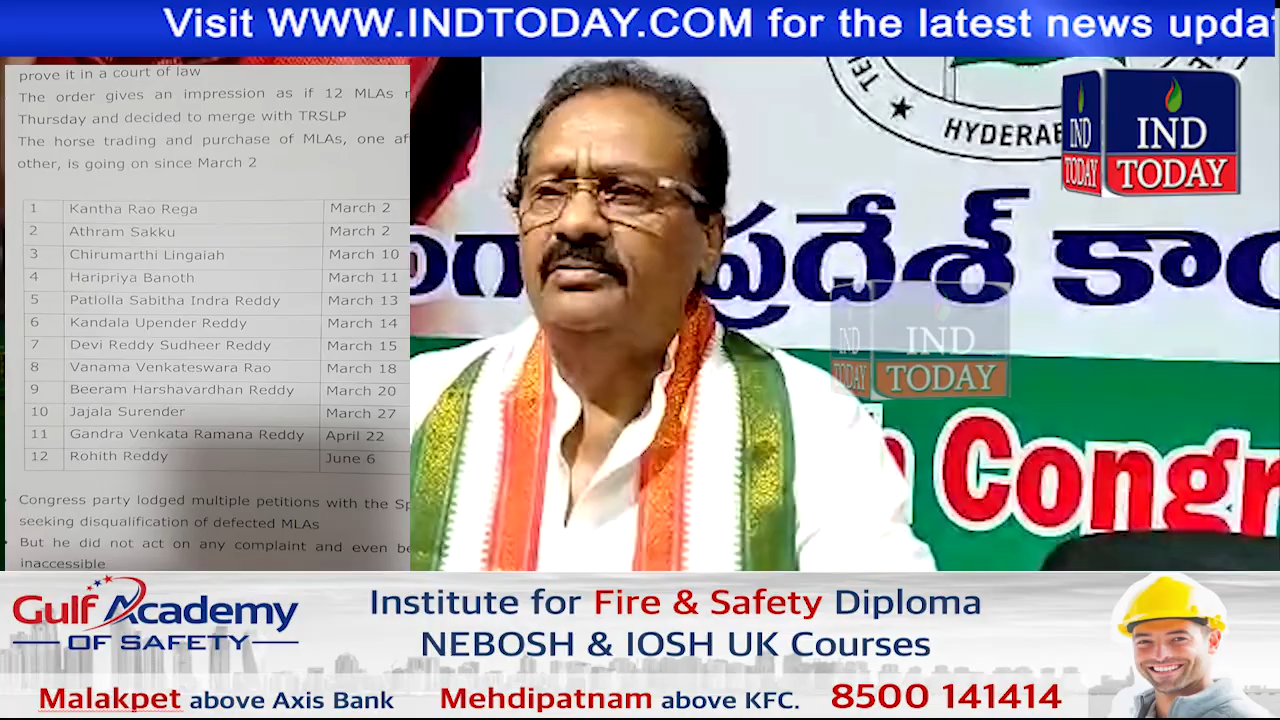 Visit WWW.INDTODAY.COM for the latest news
prove it in a court of law
The order gives an impression as if 12 MLAs
Thursday and decided to merge with TRSLP
The horse trading and purchase of MLAs, one
other, is going on since March 2
1 Kantha Rao Rega March 2
2 Athram Sakku March 2
3 Chirumarthi Lingaiah March 10
4 Haripriya Banoth March 11
5 Patlolla Sabitha Indra Reddy March 13
6 Kandala Upender Reddy March 14
7 Devi Reddy Sudheer Reddy March 15
8 Vanama Venkateswara Rao March 18
9 Beeram Harshavardhan Reddy March 20
10 Jajala Surender March 27
11 Gandra Venkata Ramana Reddy April 22
12 Rohith Reddy June 6
Congress party lodged multiple petitions with the
seeking disqualification of defected MLAs
But he did not act on any complaint and even
inaccessible
IND
TODAY
IND
TODAY
ప్రదేశ్
IND
TODAY
IND
TODAY
Gulf Academy
OF SAFETY
Institute for Fire & Safety Diploma
NEBOSH & IOSH UK Courses
Malakpet above Axis Bank Mehdipatnam above KFC. 8500 141414